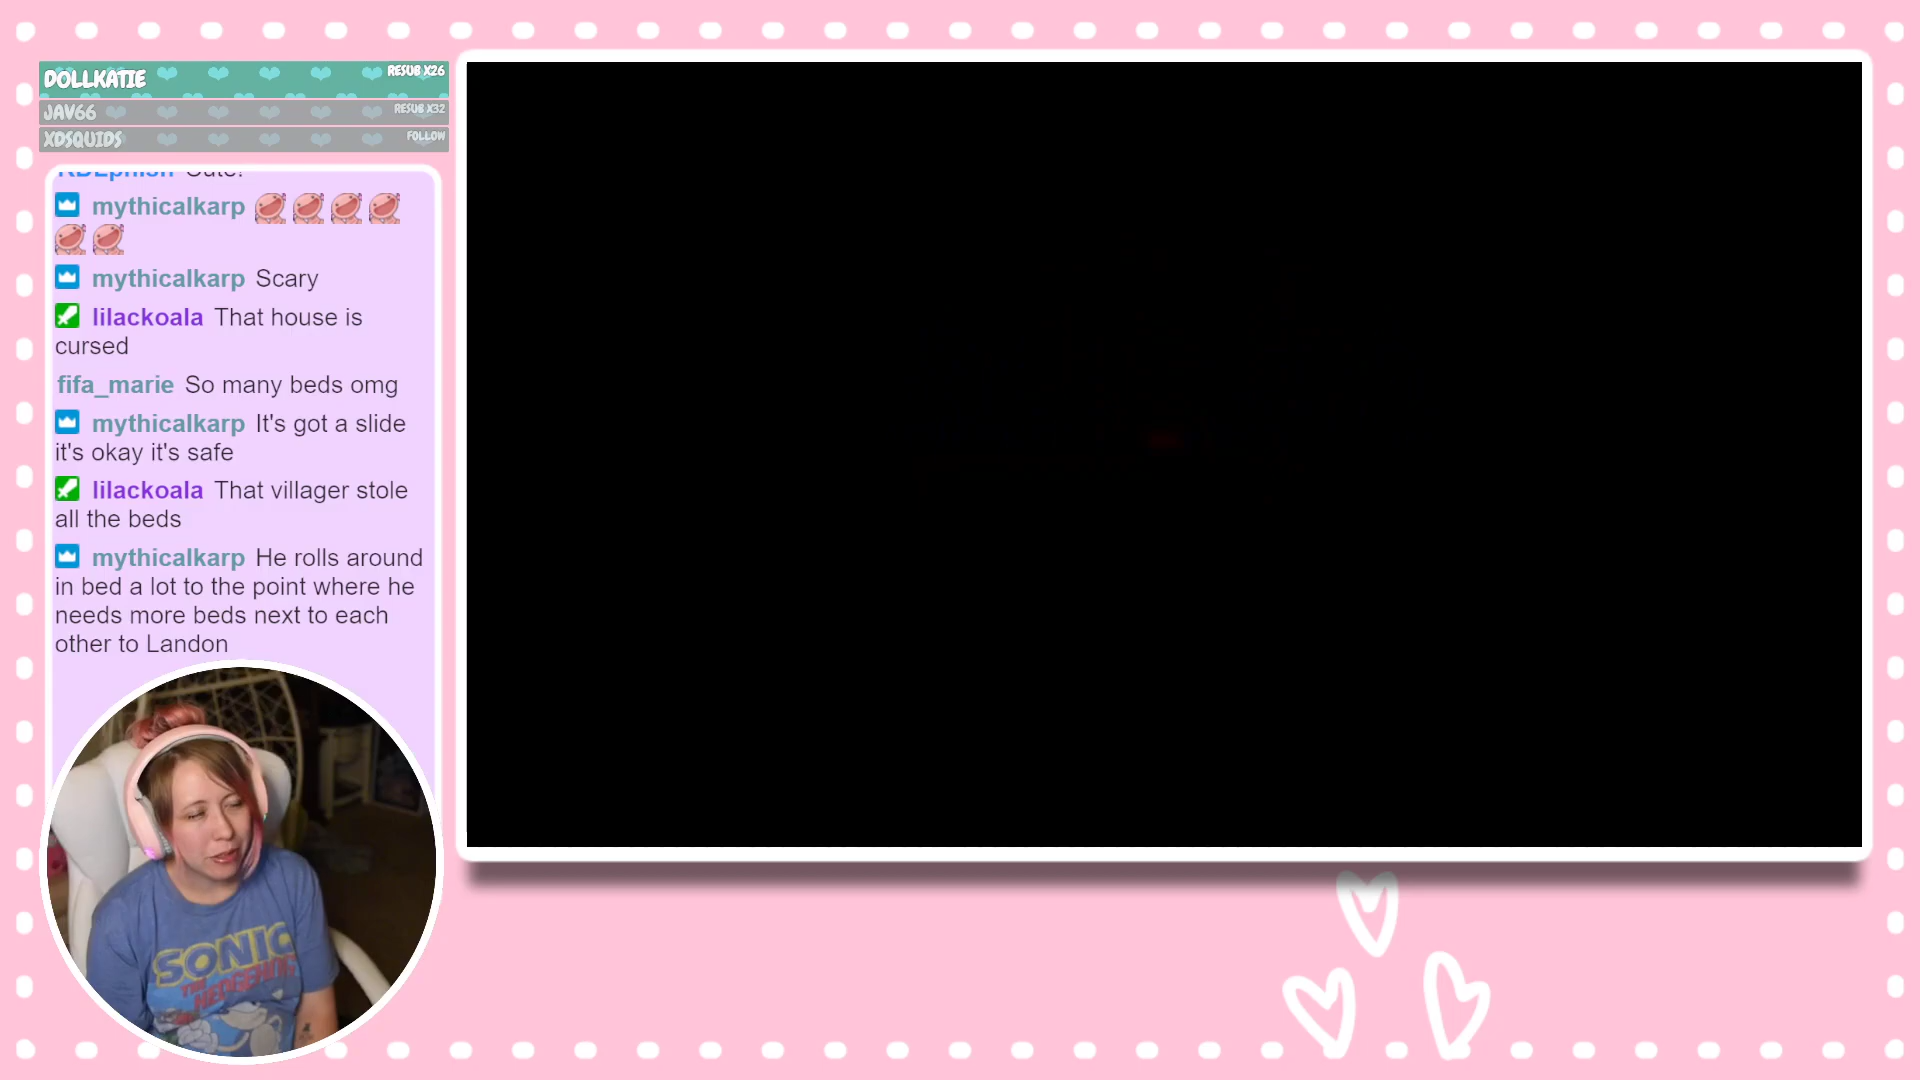 DOLLKATIE RESUB X26
JAV66 RESUB X32
XDSQUIDS FOLLOW
mythicalkarp
mythicalkarp Scary
lilackoala That house is
cursed
fifa_marie So many beds omg
mythicalkarp It's got a slide
it's okay it's safe
lilackoala That villager stole
all the beds
mythicalkarp He rolls around
in bed a lot to the point where he
needs more beds next to each
other to Landon
SONIC
THE
HEDGEHOG